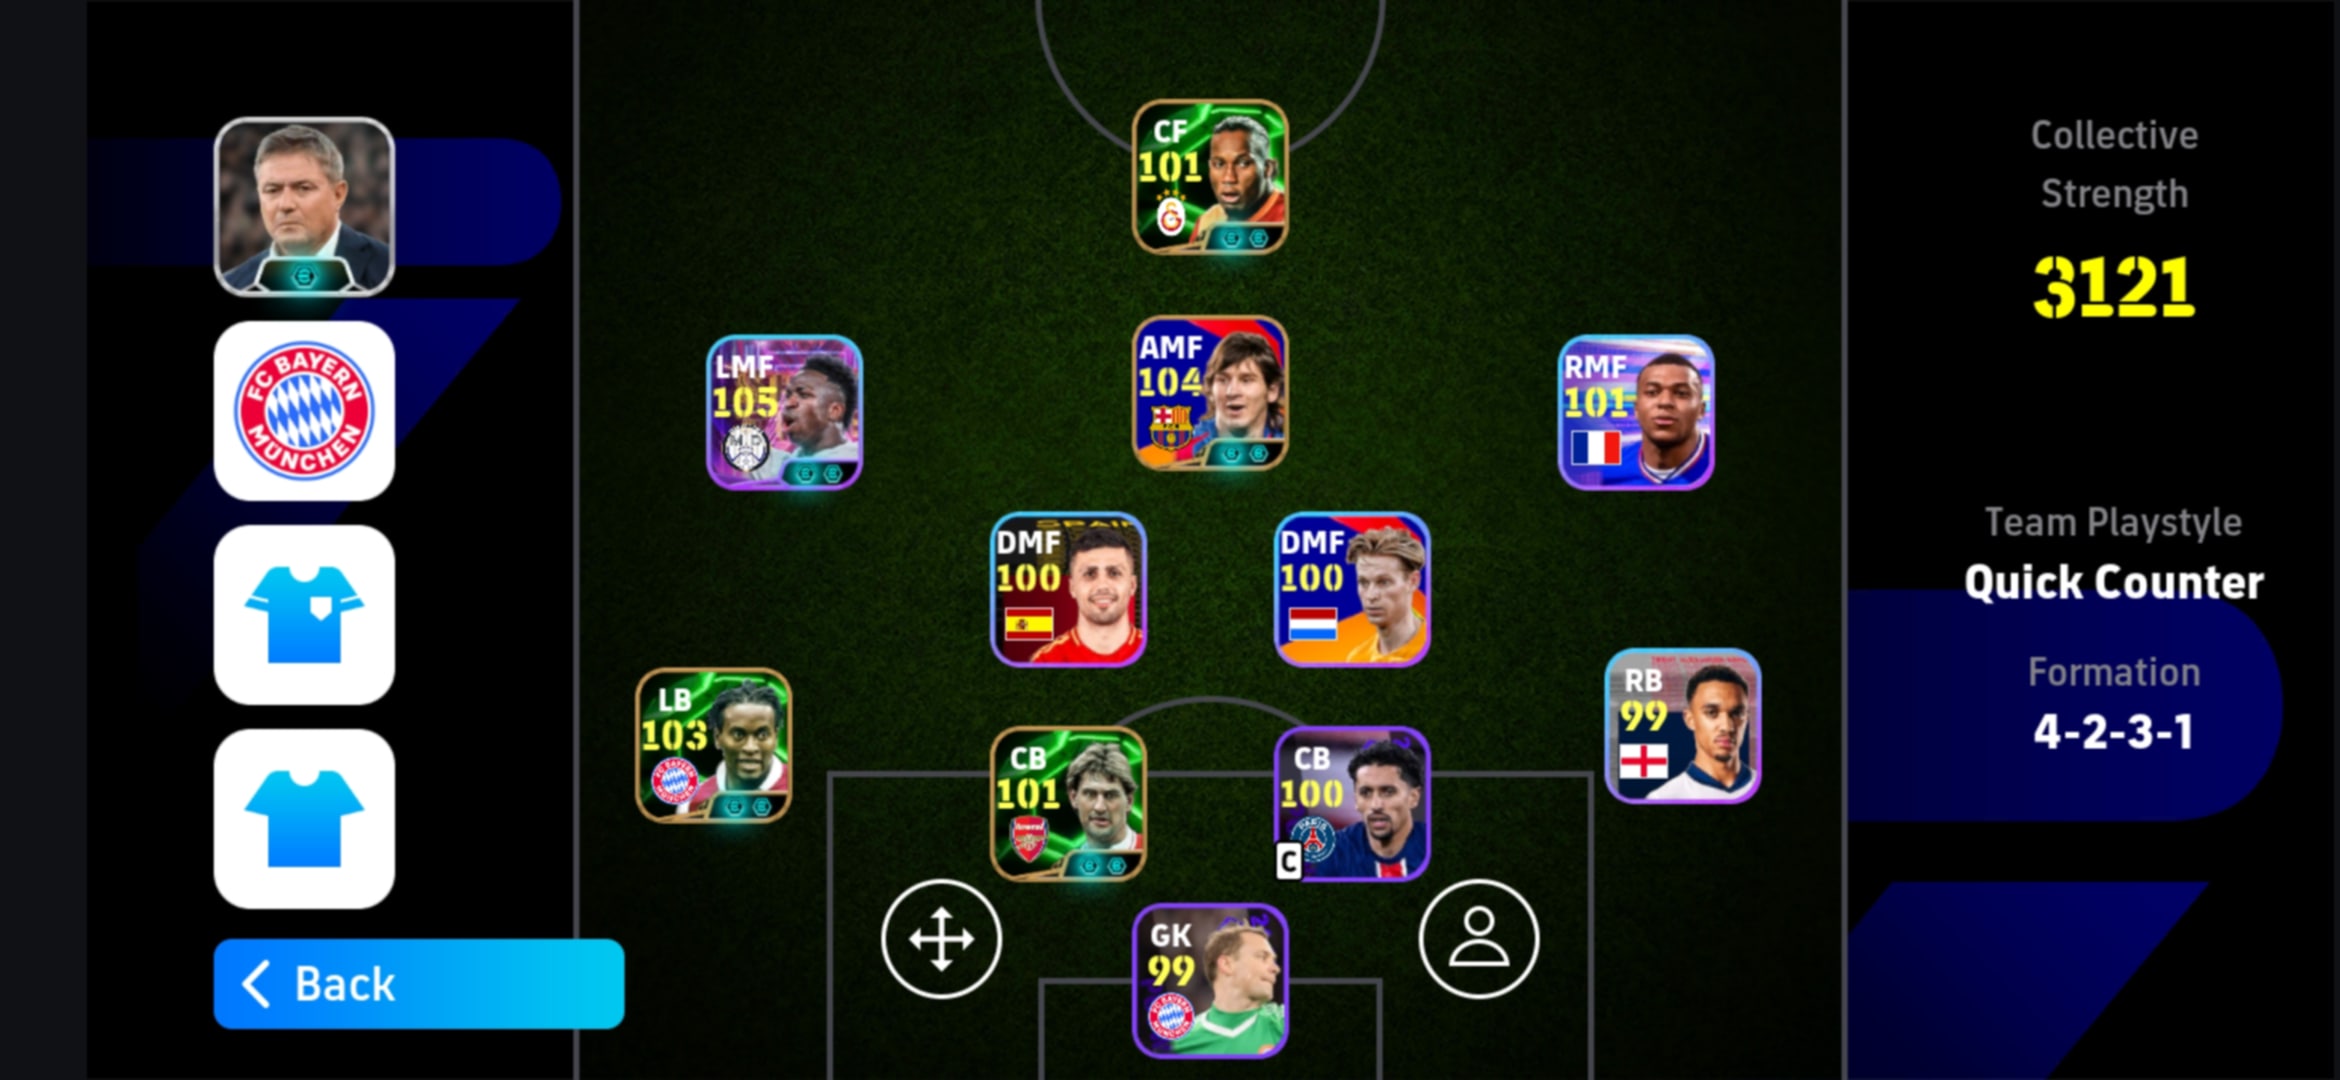 FC BAYERN
MÜNCHEN
Back
CF
101
LMF
105
AMF
104
RMF
101
DMF
100
SPAIN
DMF
100
LB
103
CB
101
CB
100
C
RB
99
GK
99
Collective
Strength
3121
Team Playstyle
Quick Counter
Formation
4-2-3-1